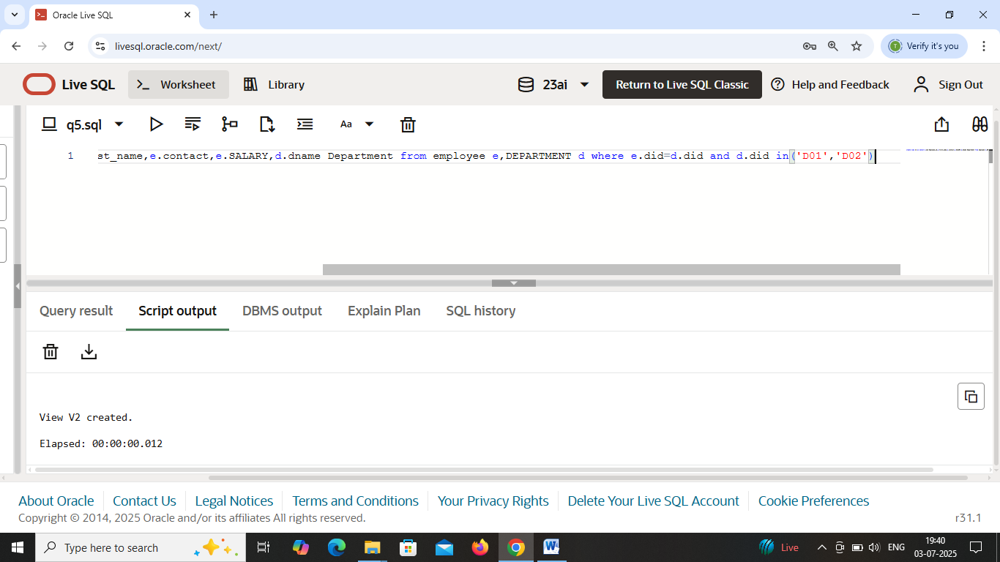 Oracle Live SQL
livesql.oracle.com/next/
T
Verify it's you
Live SQL
Worksheet
Library
23ai
Return to Live SQL Classic
Help and Feedback
Sign Out
q5.sql
Aa
1 st_name,e.contact,e.SALARY,d.dname Department from employee e,DEPARTMENT d where e.did=d.did and d.did in('D01','D02')
Query result
Script output
DBMS output
Explain Plan
SQL history
View V2 created.
Elapsed: 00:00:00.012
About Oracle
Contact Us
Legal Notices
Terms and Conditions
Your Privacy Rights
Delete Your Live SQL Account
Cookie Preferences
Copyright © 2014, 2025 Oracle and/or its affiliates All rights reserved.
r31.1
Type here to search
Live
ENG
19:40
03-07-2025